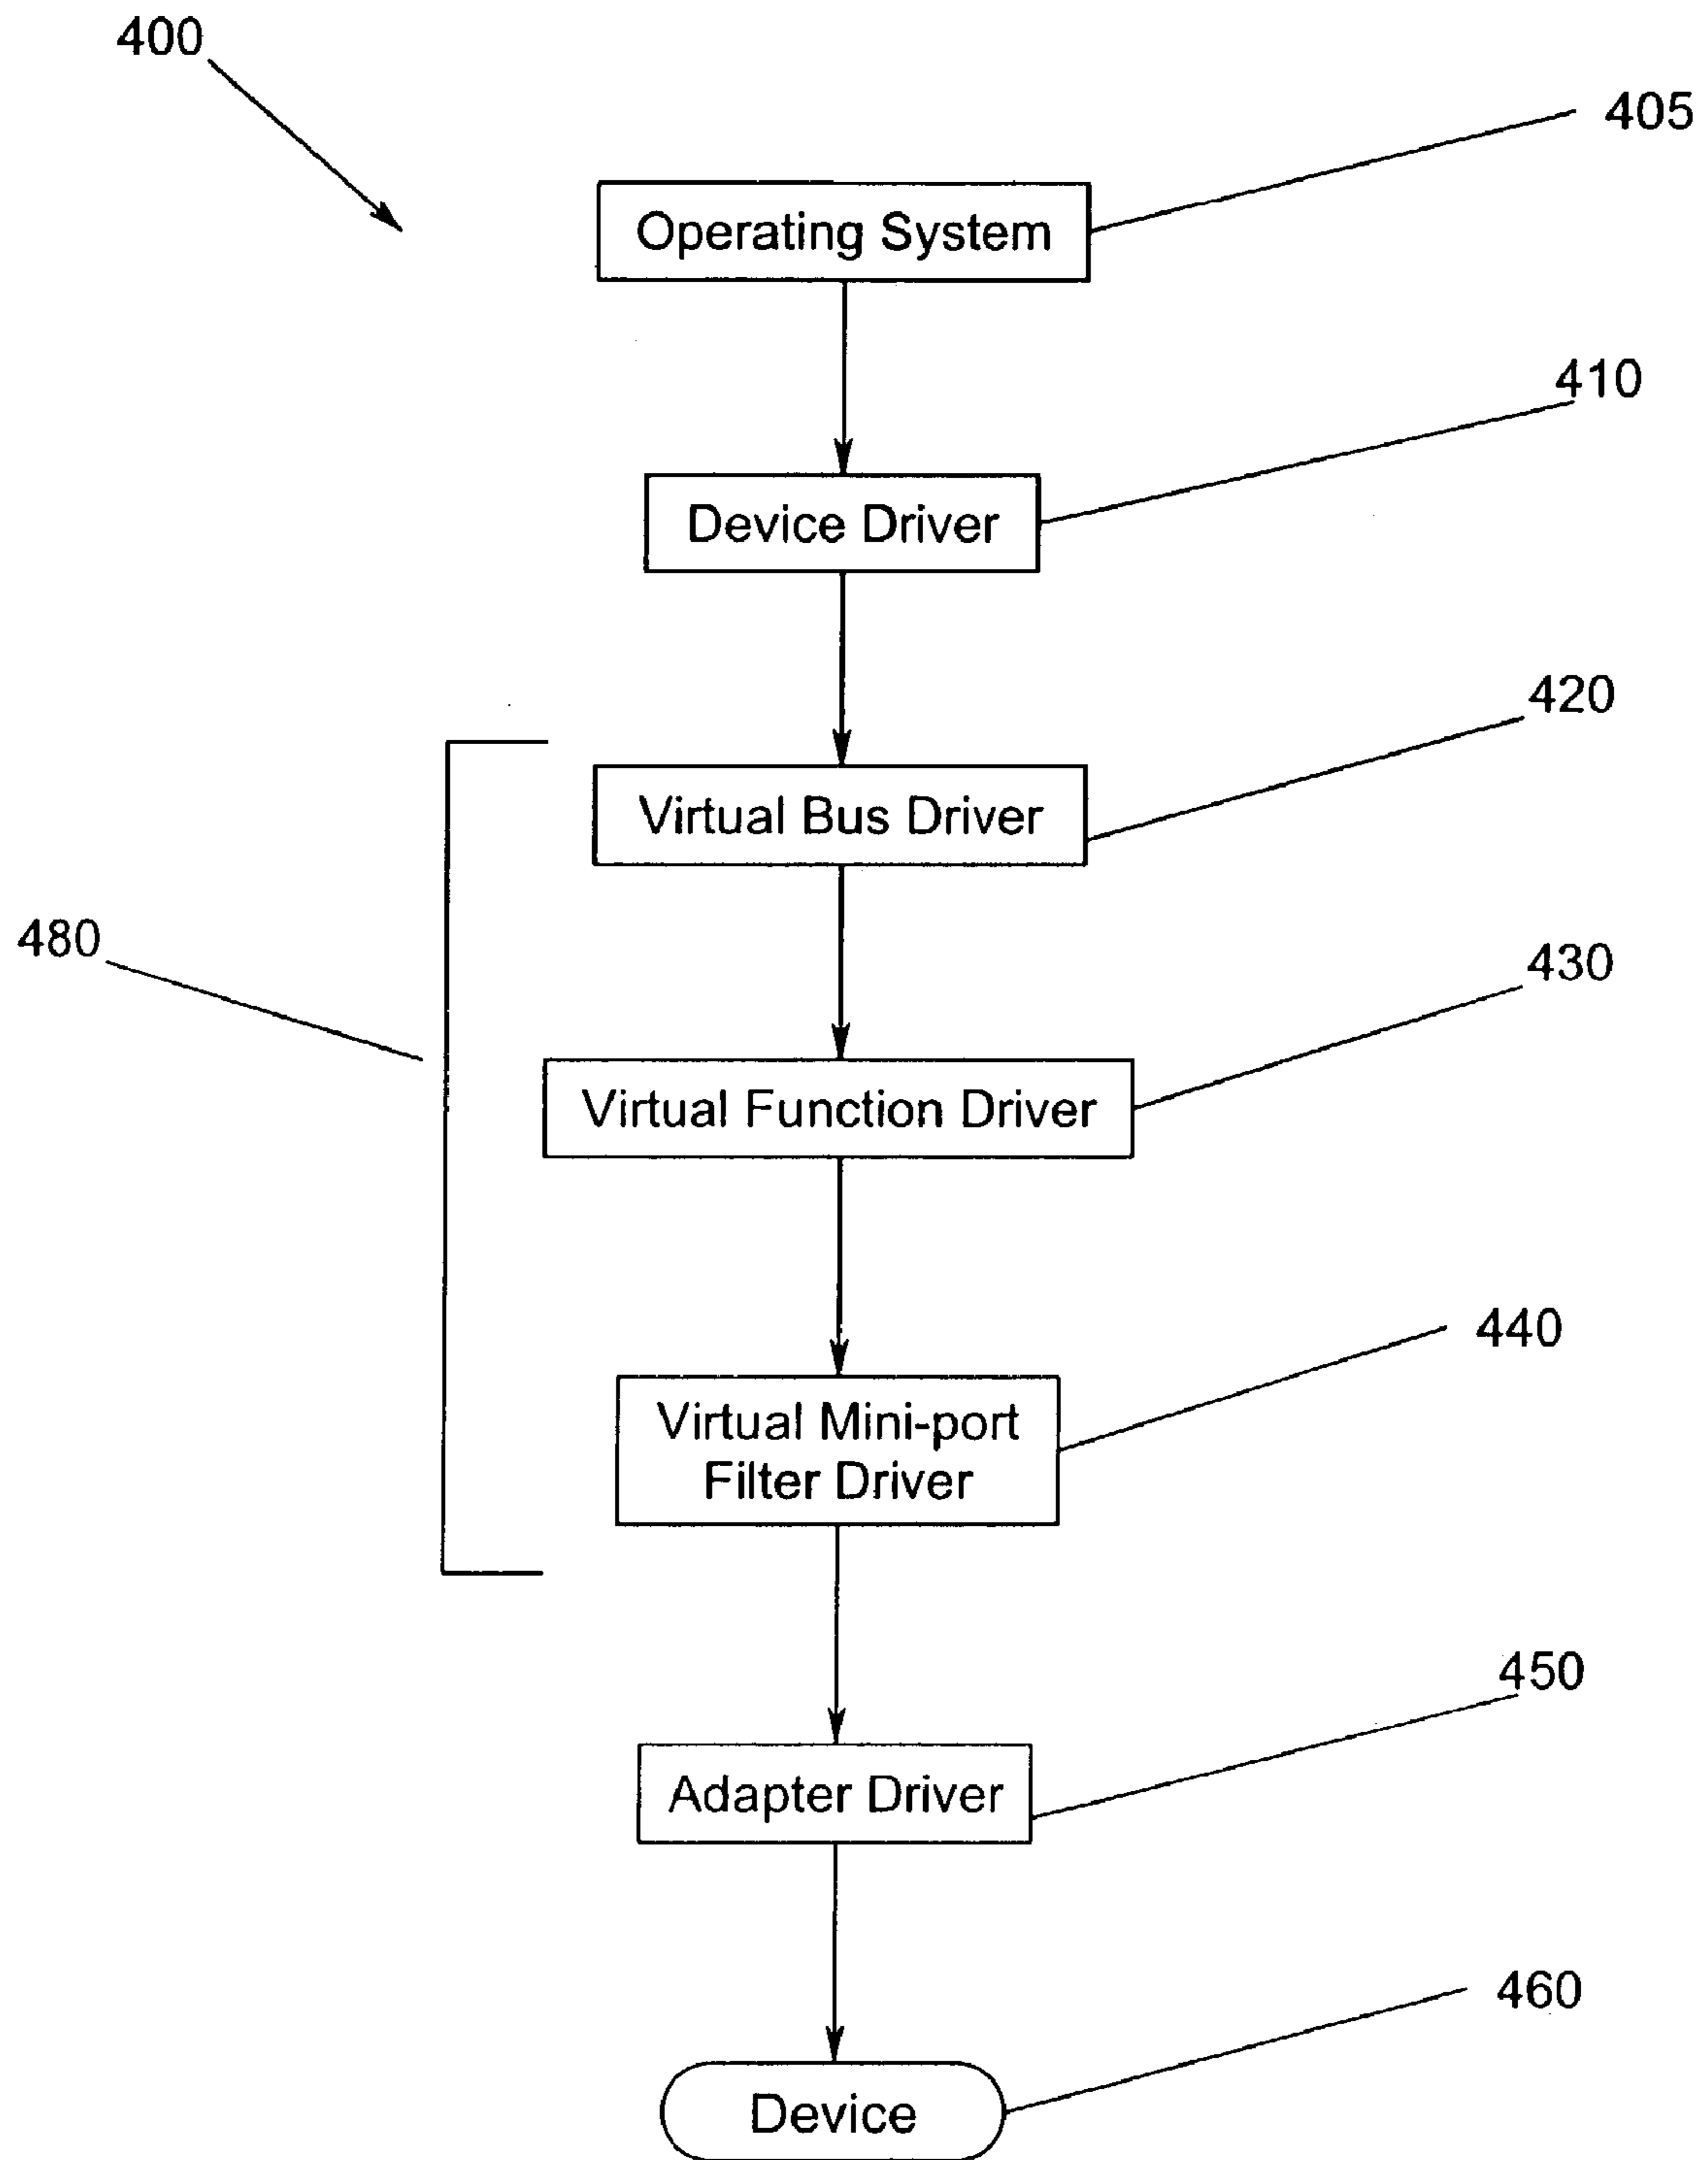 400
405
Operating System
410
Device Driver
420
Virtual Bus Driver
480
430
Virtual Function Driver
440
Virtual Mini-port
Filter Driver
450
Adapter Driver
460
Device